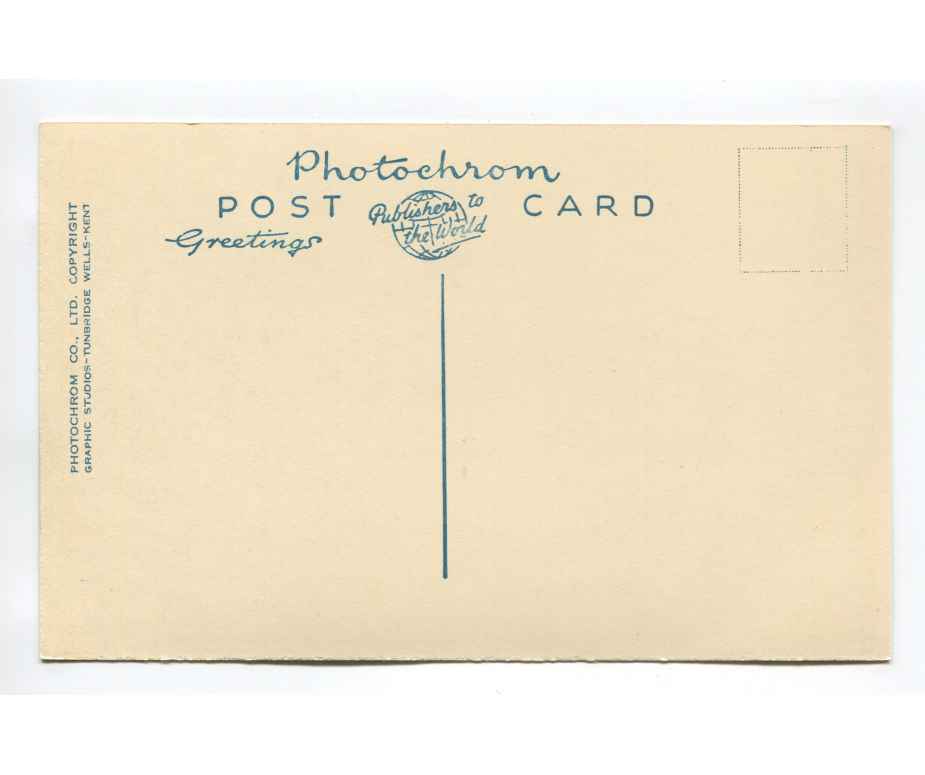 Photochrom
POST CARD
Publishers to
the World
Greetings
PHOTOCHROM CO., LTD. COPYRIGHT
GRAPHIC STUDIOS-TUNBRIDGE WELLS-KENT